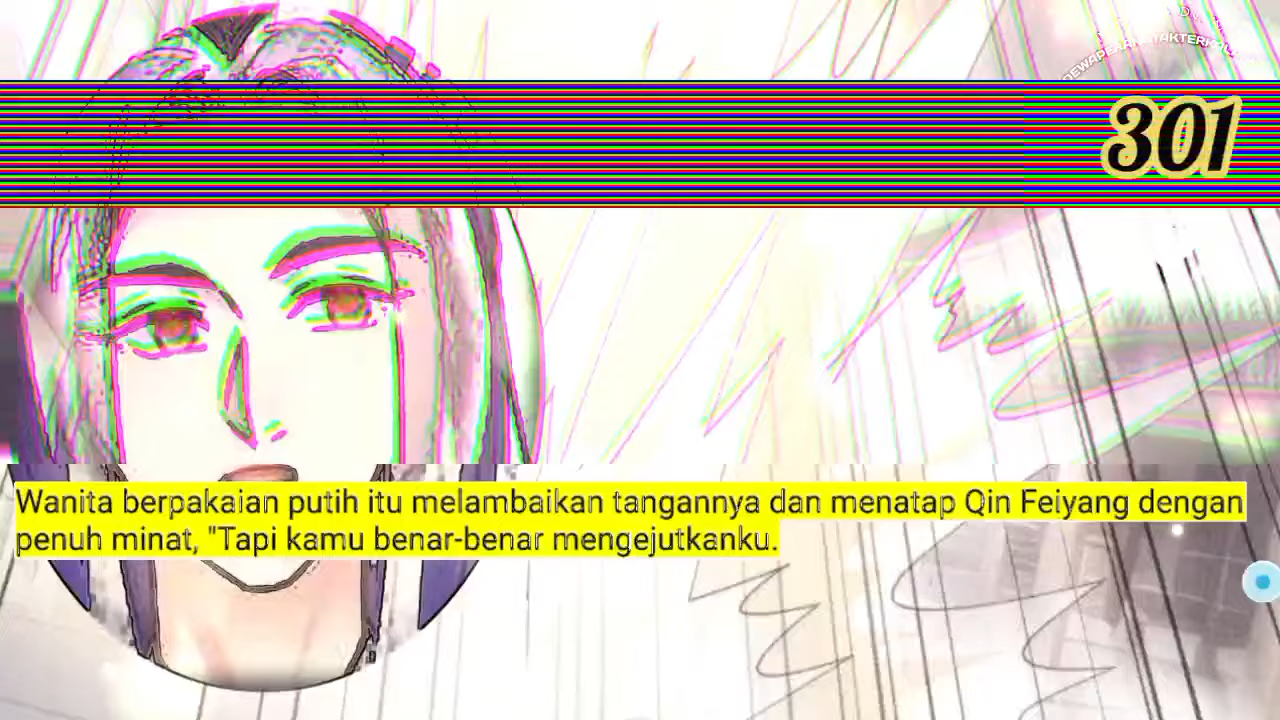 301
Wanita berpakaian putih itu melambaikan tangannya dan menatap Qin Feiyang dengan
penuh minat, "Tapi kamu benar-benar mengejutkanku.